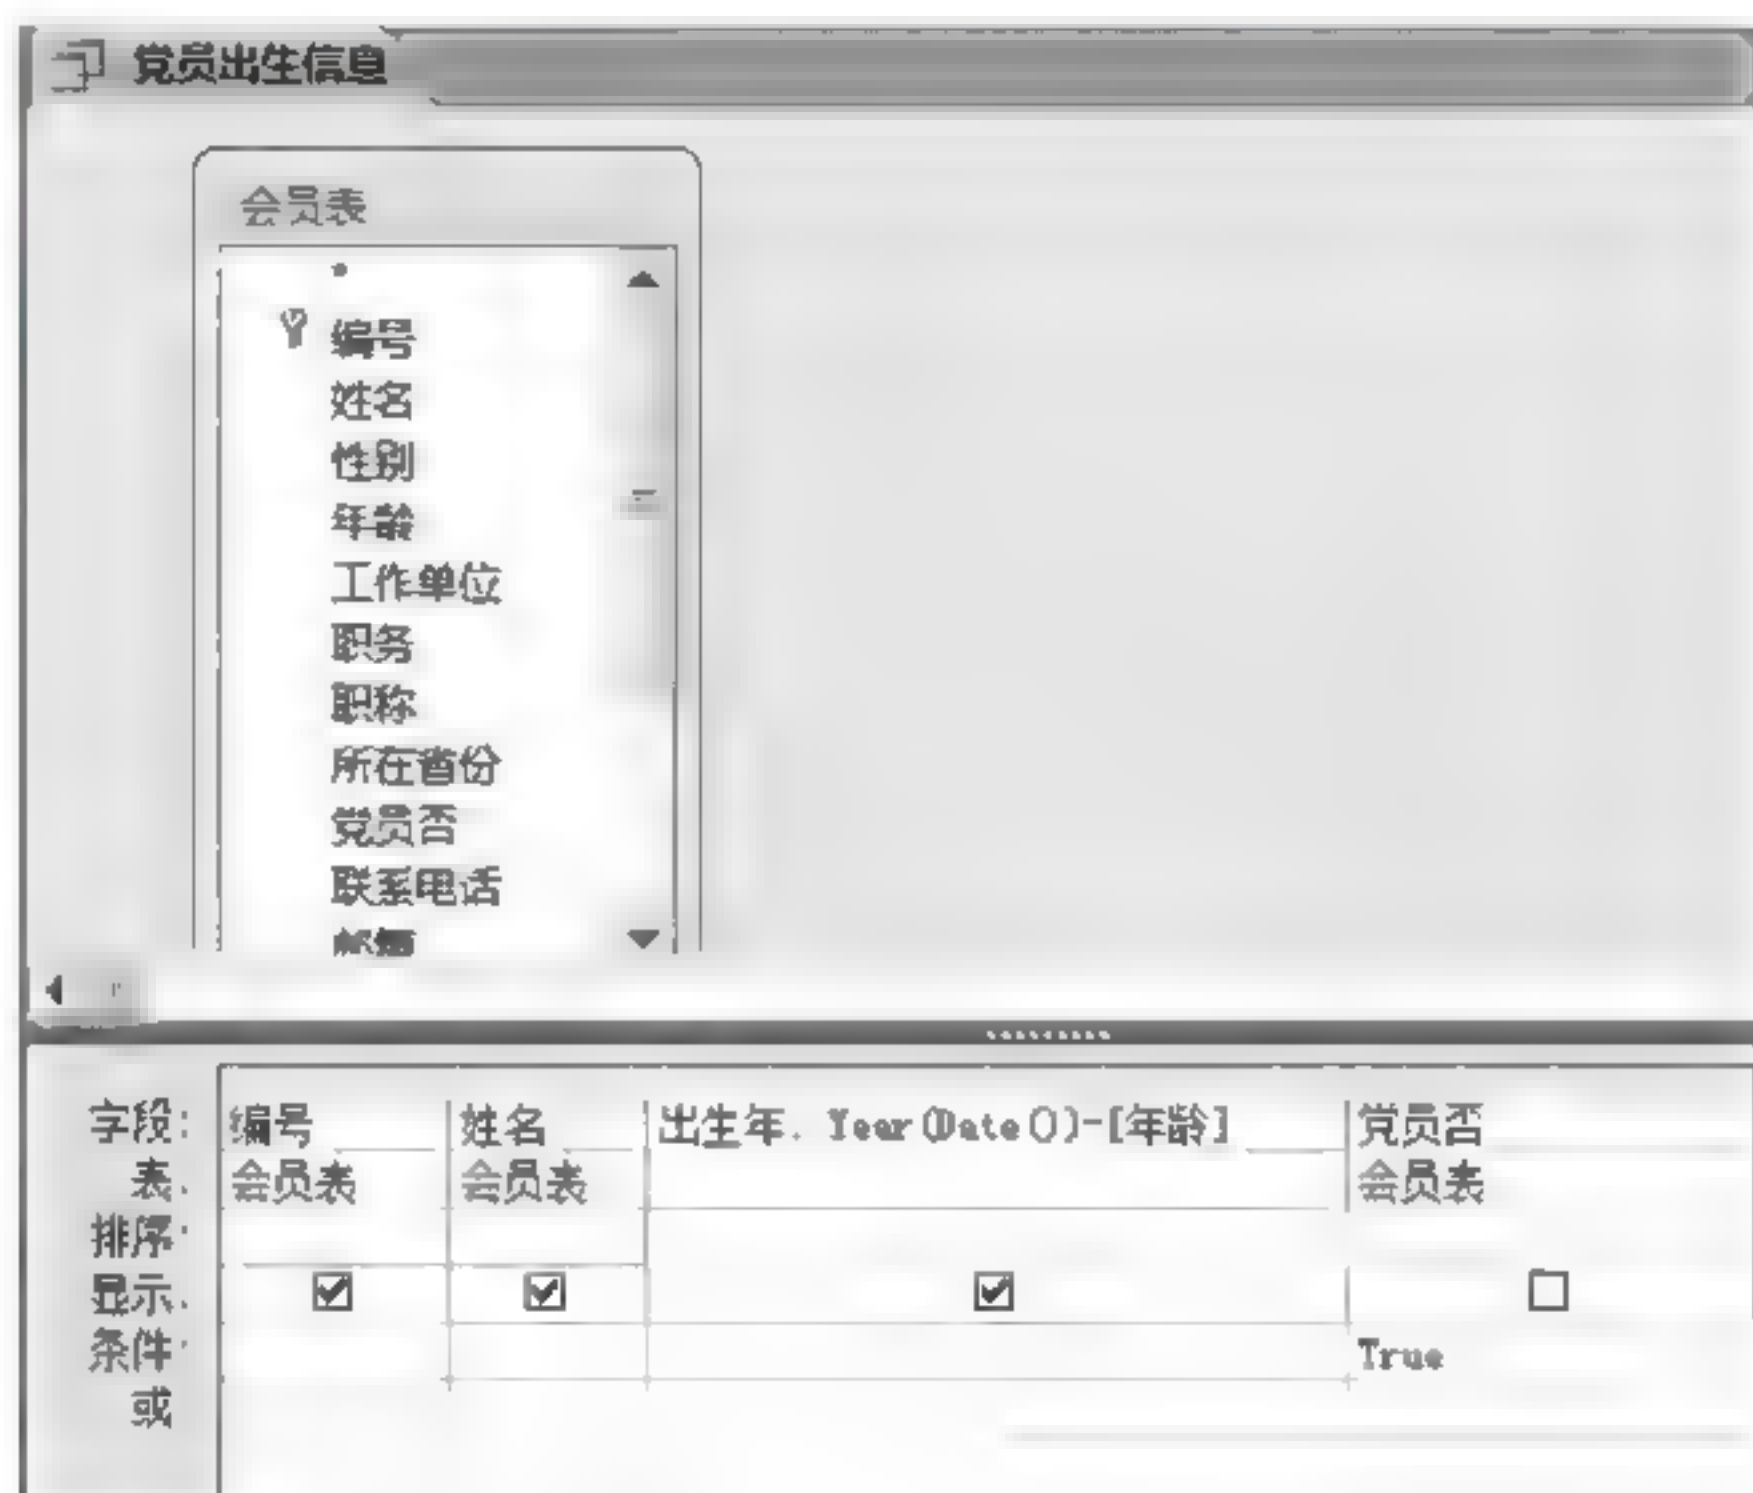 党员出生信息
会员表
*
编号
姓名
性别
年龄
工作单位
职务
职称
所在省份
党员否
联系电话
字段: 编号 姓名 出生年: Year(Date())-[年龄] 党员否
表: 会员表 会员表 会员表
排序:
显示:
条件: True
或